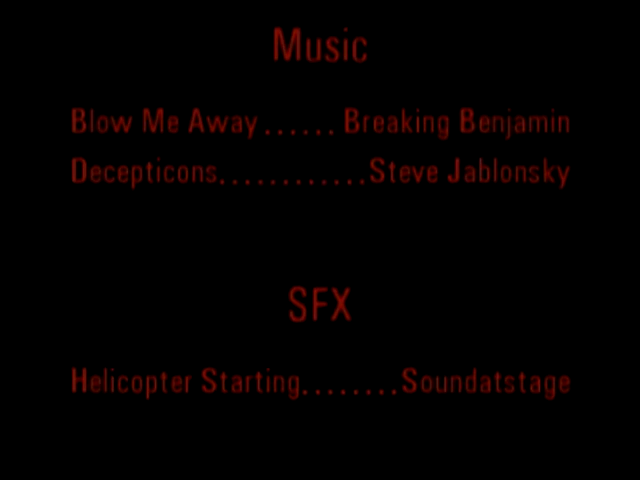 Music
Blow Me Away ...... Breaking Benjamin
Decepticons............Steve Jablonsky
SFX
Helicopter Starting........Soundatstage